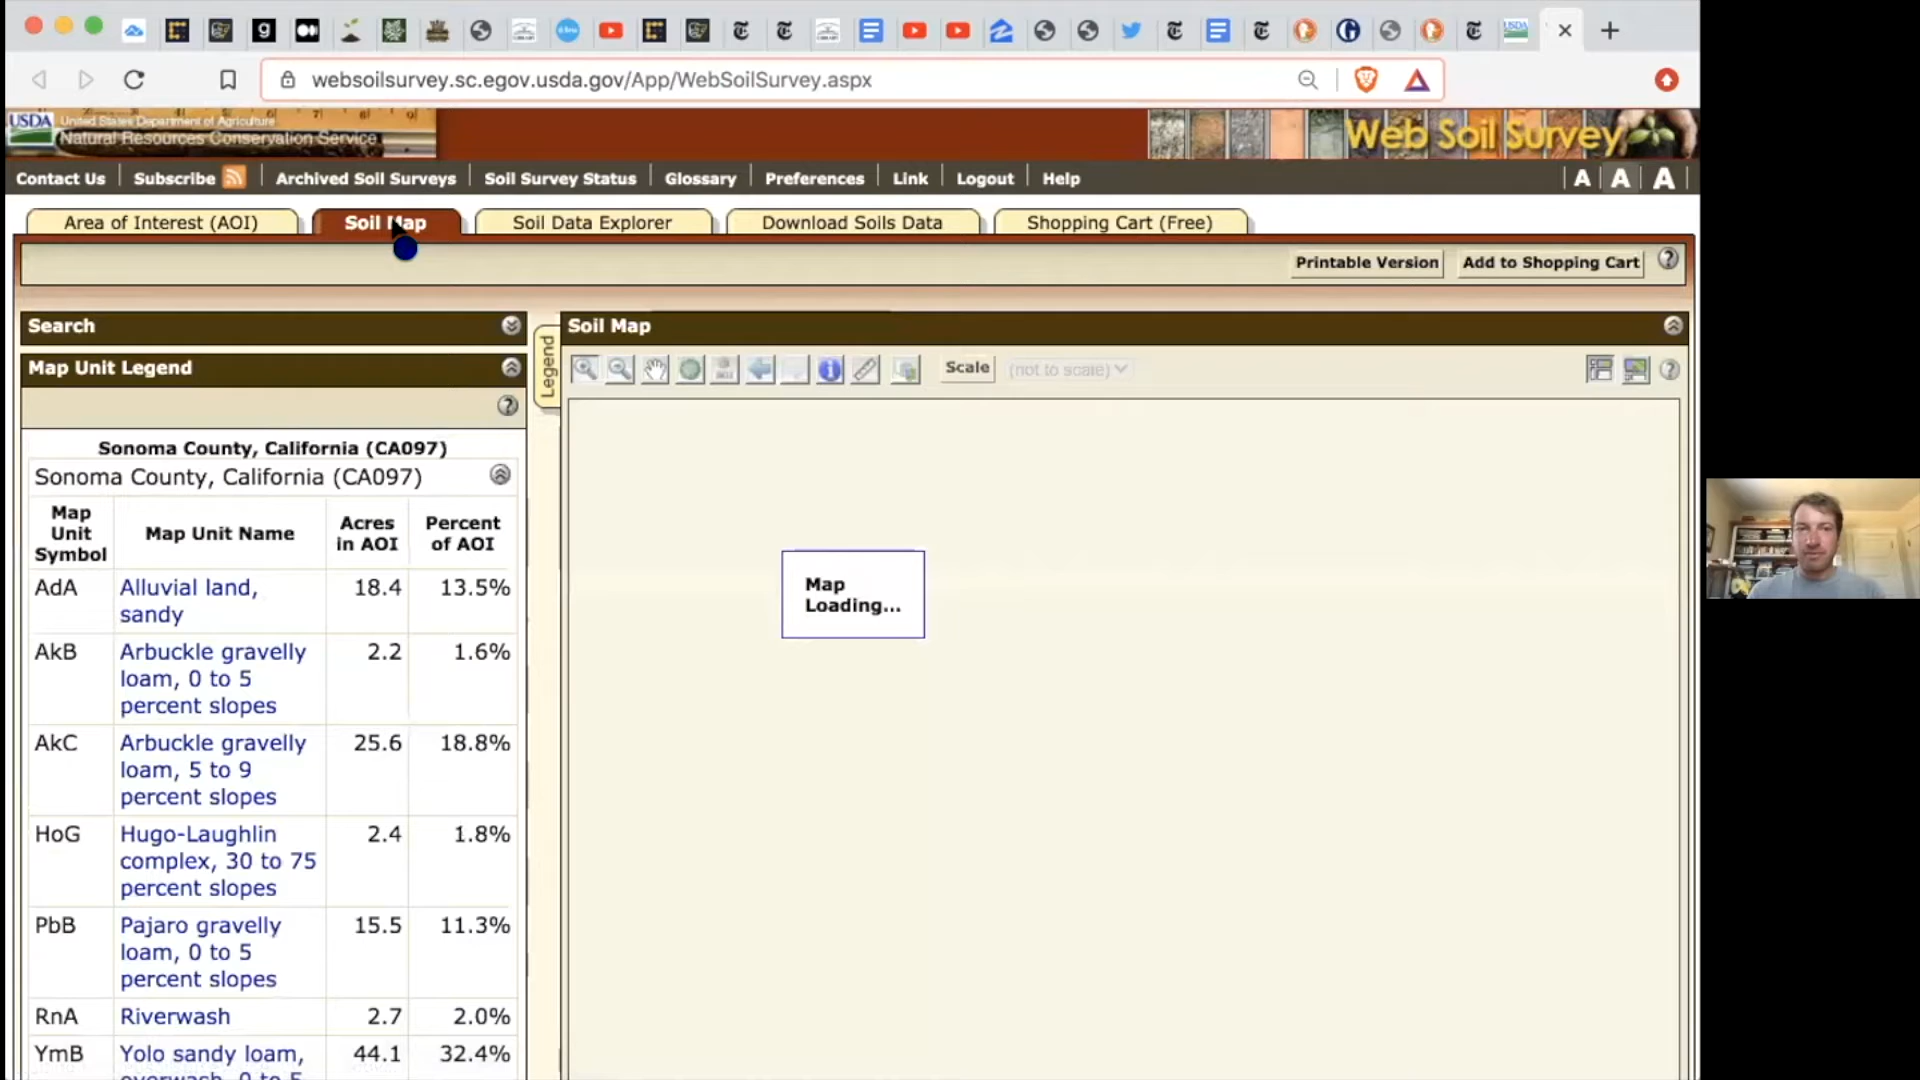 USDA
websoilsurvey.sc.egov.usda.gov/App/WebSoilSurvey.aspx
USDA United States Department of Agriculture
Natural Resources Conservation Service
Web Soil Survey
Contact Us Subscribe Archived Soil Surveys Soil Survey Status Glossary Preferences Link Logout Help A A A
Area of Interest (AOI) Soil Map Soil Data Explorer Download Soils Data Shopping Cart (Free)
Printable Version Add to Shopping Cart ?
Search
Map Unit Legend
?
Sonoma County, California (CA097)
Sonoma County, California (CA097)
Map Unit Symbol Map Unit Name Acres in AOI Percent of AOI
AdA Alluvial land, sandy 18.4 13.5%
AkB Arbuckle gravelly loam, 0 to 5 percent slopes 2.2 1.6%
AkC Arbuckle gravelly loam, 5 to 9 percent slopes 25.6 18.8%
HoG Hugo-Laughlin complex, 30 to 75 percent slopes 2.4 1.8%
PbB Pajaro gravelly loam, 0 to 5 percent slopes 15.5 11.3%
RnA Riverwash 2.7 2.0%
YmB Yolo sandy loam, overwash, 0 to 5 44.1 32.4%
Legend
Soil Map
Scale (not to scale) ?
Map
Loading...